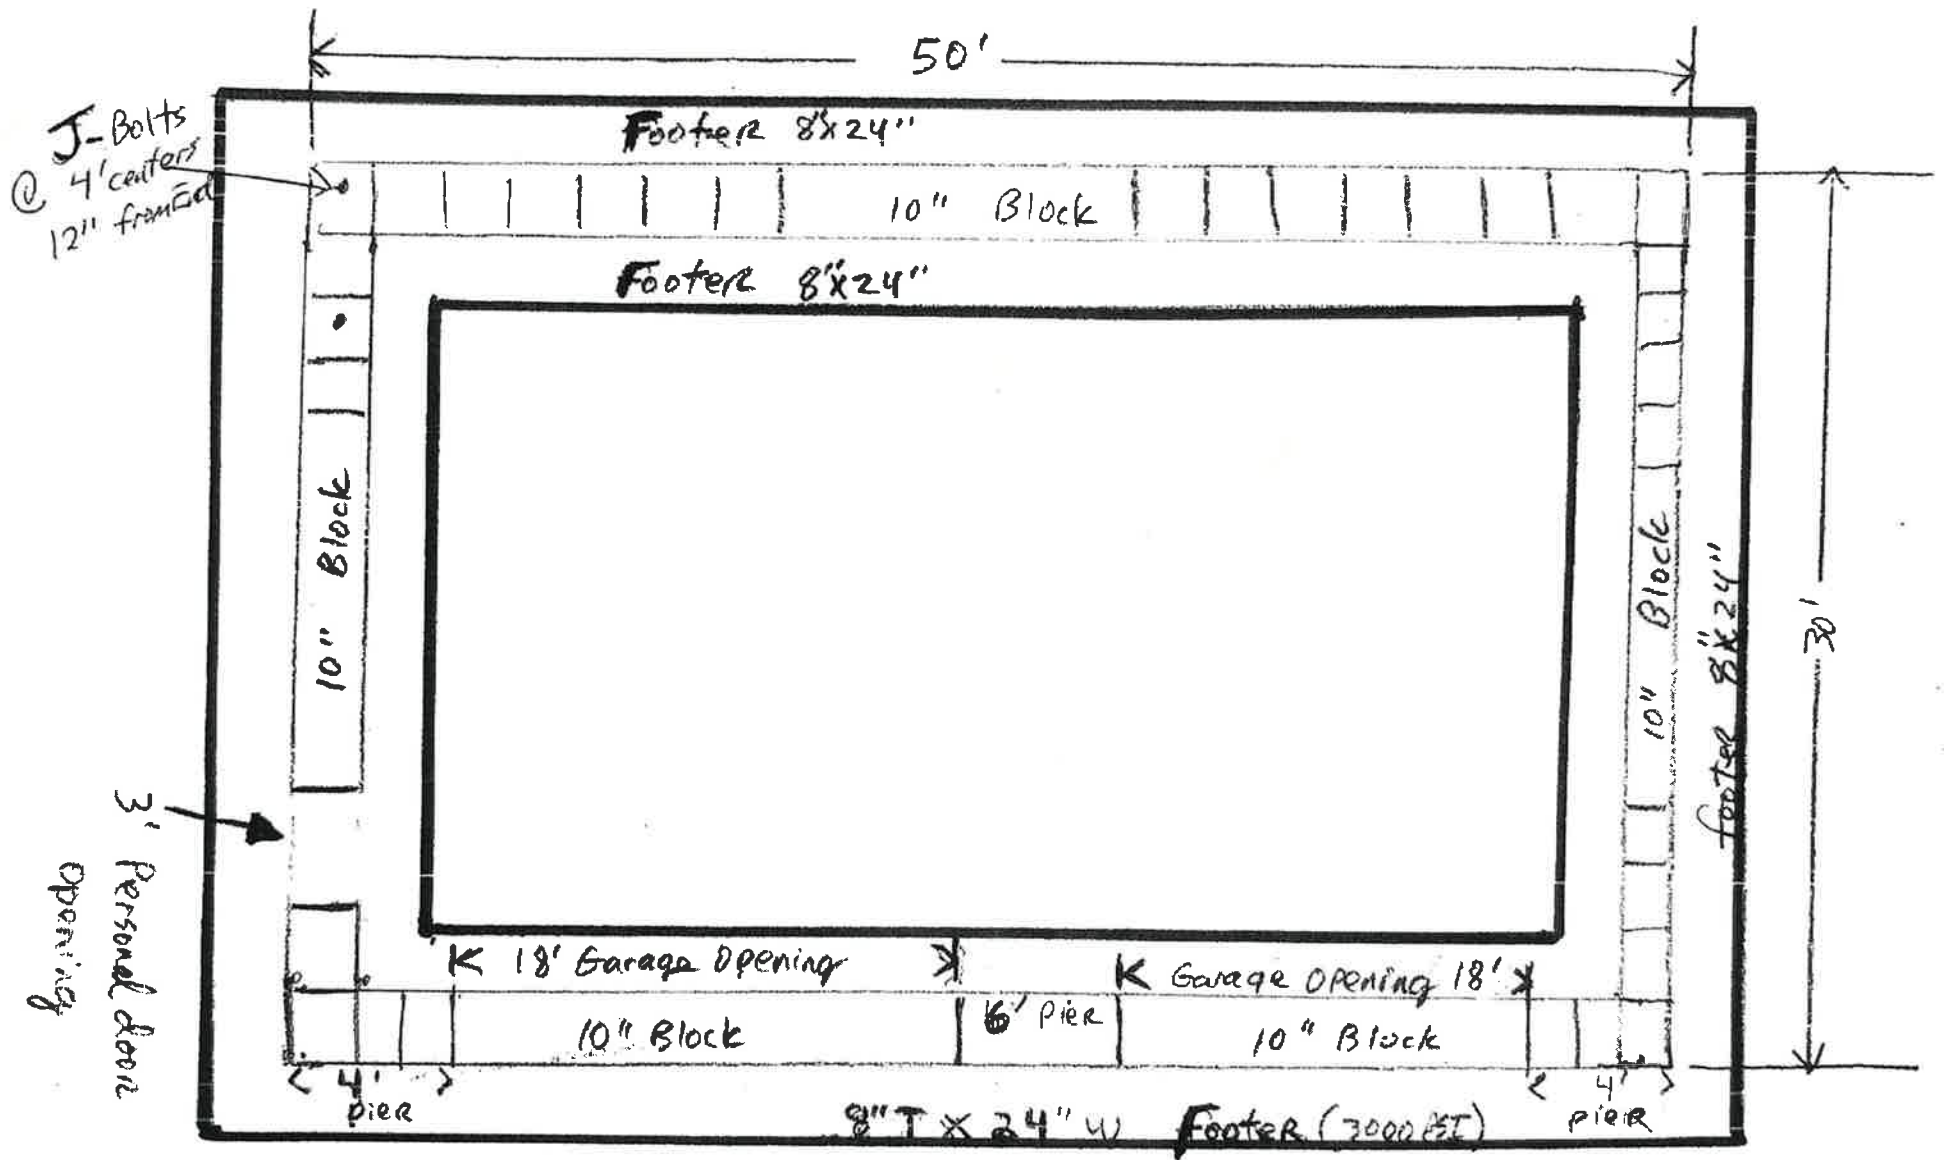 50'
J-Bolts
@ 4' centers
12" from End
Footer 8"x24"
10" Block
Footer 8"x24"
10" Block
10" Block
footer 8"x24"
30'
3' Personal door
opening
18' Garage Opening
Garage opening 18'
10" Block
6' Pier
10" Block
4'
pier
4'
pier
8" T x 24" W Footer (3000 PSI)